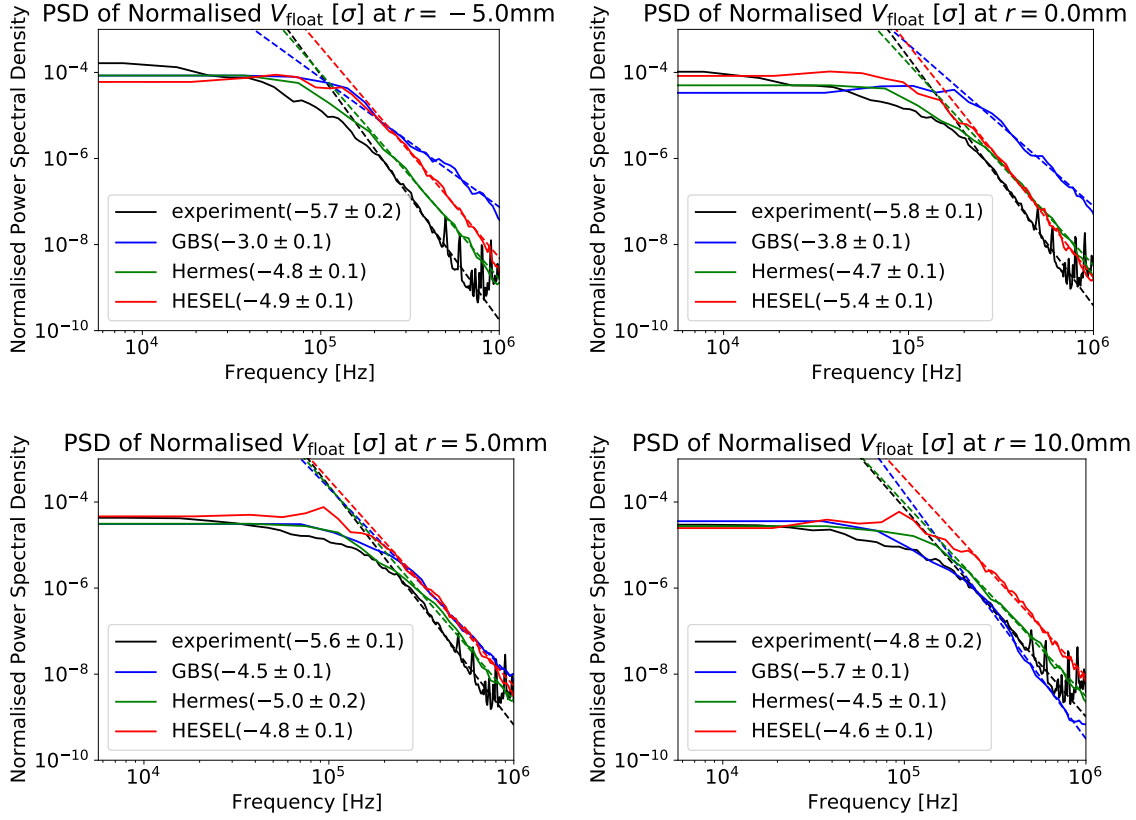 PSD of Normalised V_float [σ] at r = −5.0mm
Normalised Power Spectral Density
10^−4
10^−6
10^−8
10^−10
experiment(−5.7 ± 0.2)
GBS(−3.0 ± 0.1)
Hermes(−4.8 ± 0.1)
HESEL(−4.9 ± 0.1)
10^4
10^5
10^6
Frequency [Hz]
PSD of Normalised V_float [σ] at r = 0.0mm
Normalised Power Spectral Density
10^−4
10^−6
10^−8
10^−10
experiment(−5.8 ± 0.1)
GBS(−3.8 ± 0.1)
Hermes(−4.7 ± 0.1)
HESEL(−5.4 ± 0.1)
10^4
10^5
10^6
Frequency [Hz]
PSD of Normalised V_float [σ] at r = 5.0mm
Normalised Power Spectral Density
10^−4
10^−6
10^−8
10^−10
experiment(−5.6 ± 0.1)
GBS(−4.5 ± 0.1)
Hermes(−5.0 ± 0.2)
HESEL(−4.8 ± 0.1)
10^4
10^5
10^6
Frequency [Hz]
PSD of Normalised V_float [σ] at r = 10.0mm
Normalised Power Spectral Density
10^−4
10^−6
10^−8
10^−10
experiment(−4.8 ± 0.2)
GBS(−5.7 ± 0.1)
Hermes(−4.5 ± 0.1)
HESEL(−4.6 ± 0.1)
10^4
10^5
10^6
Frequency [Hz]